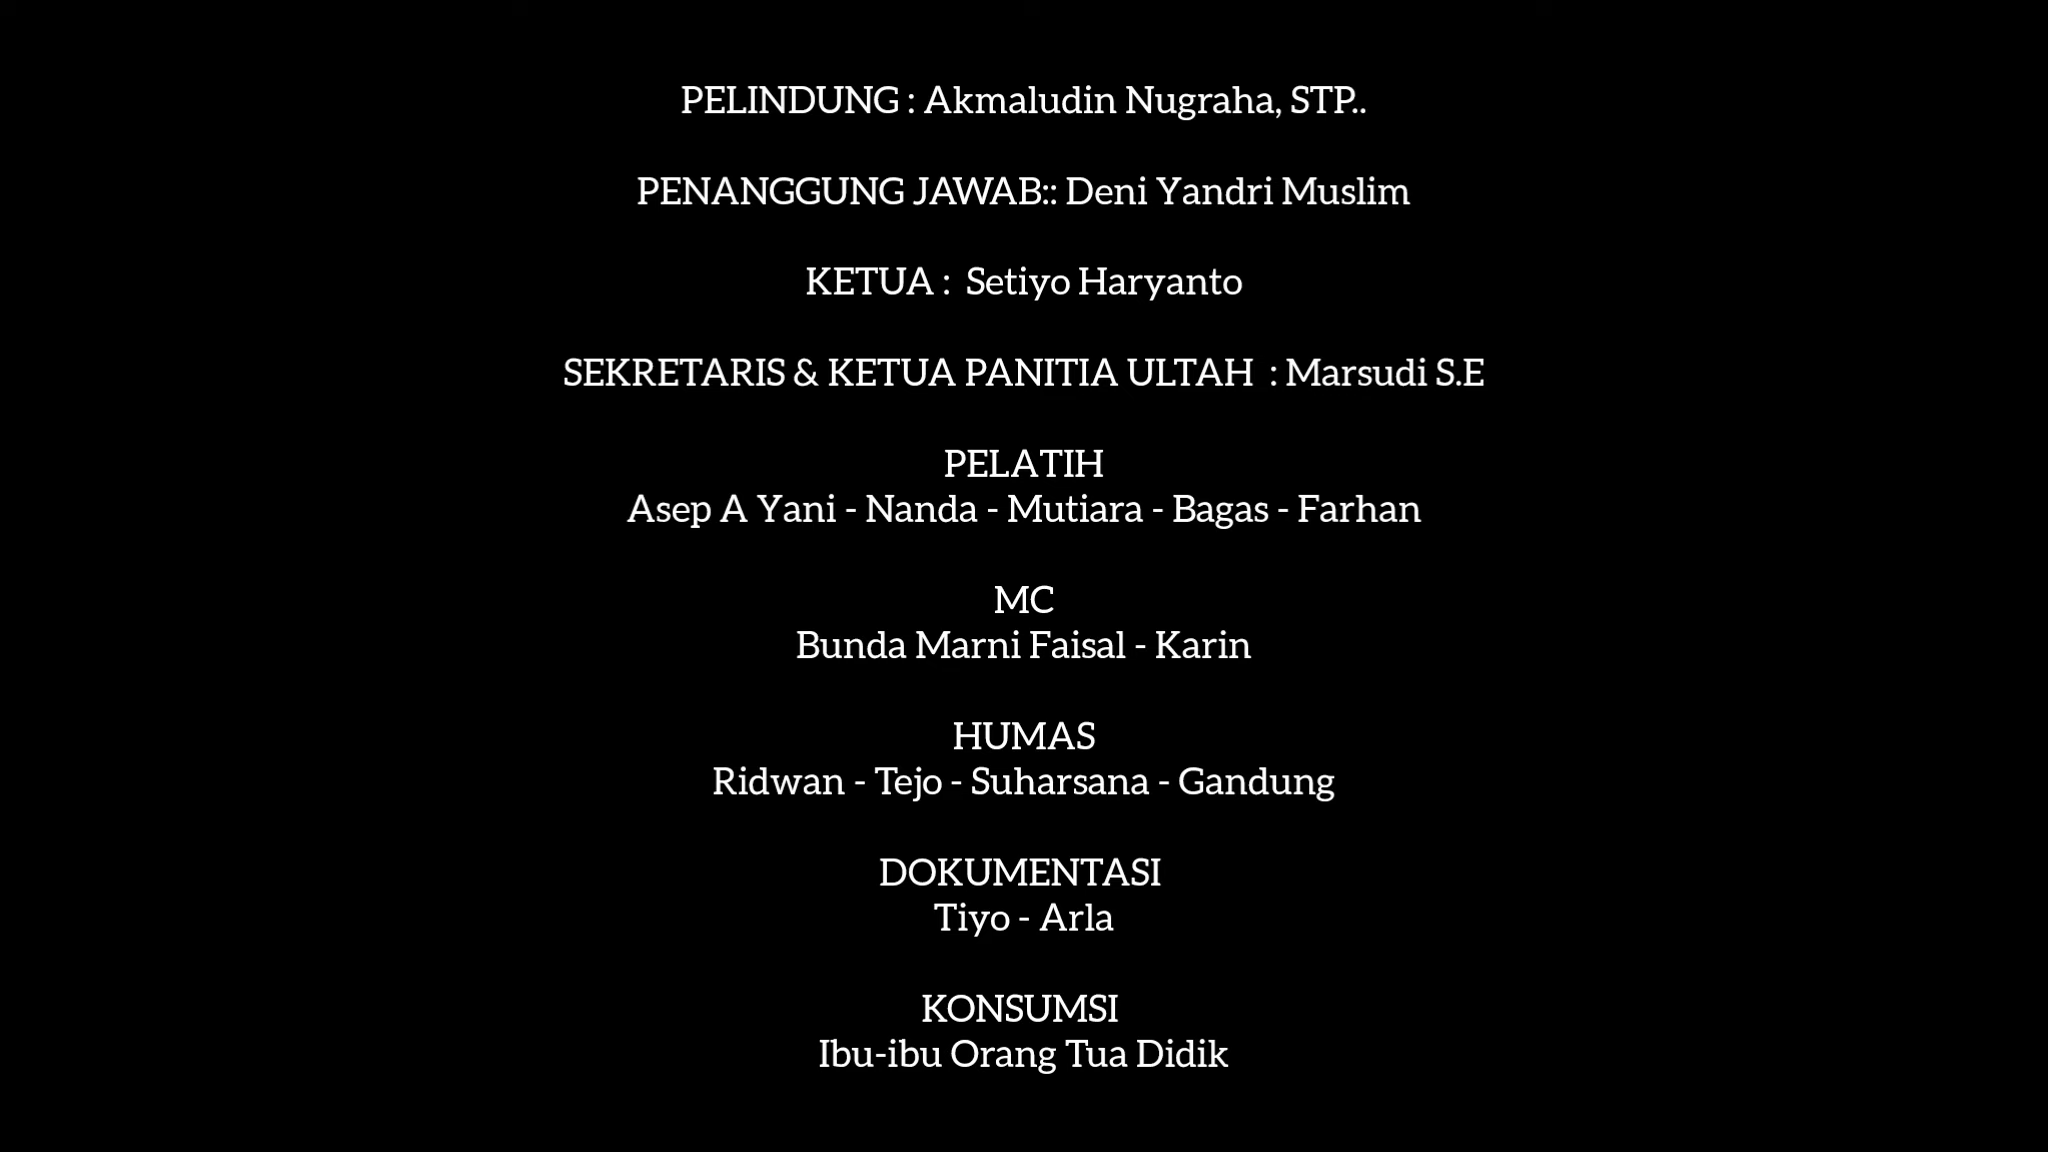 PELINDUNG : Akmaludin Nugraha, STP..
PENANGGUNG JAWAB:: Deni Yandri Muslim
KETUA :  Setiyo Haryanto
SEKRETARIS & KETUA PANITIA ULTAH  : Marsudi S.E
PELATIH
Asep A Yani - Nanda - Mutiara - Bagas - Farhan
MC
Bunda Marni Faisal - Karin
HUMAS
Ridwan - Tejo - Suharsana - Gandung
DOKUMENTASI
Tiyo - Arla
KONSUMSI
Ibu-ibu Orang Tua Didik